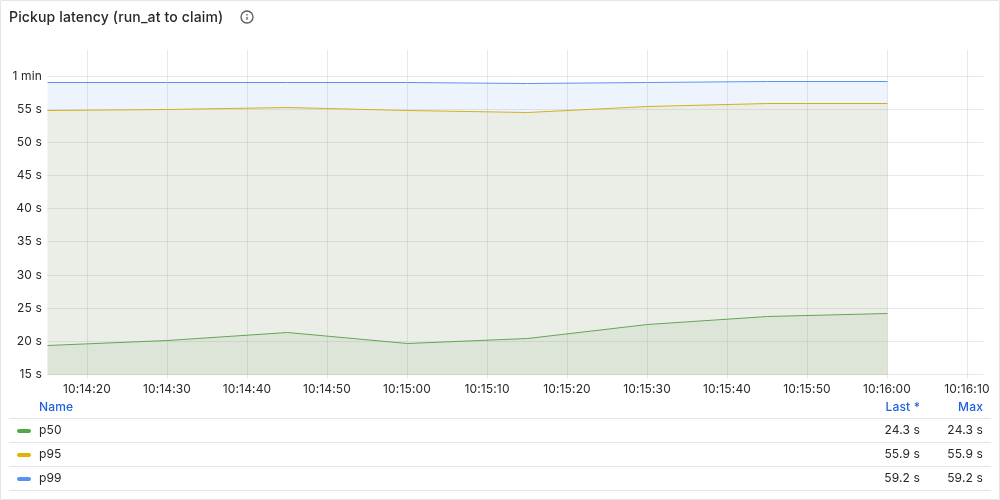 Pickup latency (run_at to claim)
1 min
55 s
50 s
45 s
40 s
35 s
30 s
25 s
20 s
15 s
10:14:20 10:14:30 10:14:40 10:14:50 10:15:00 10:15:10 10:15:20 10:15:30 10:15:40 10:15:50 10:16:00 10:16:10
Name Last * Max
p50 24.3 s 24.3 s
p95 55.9 s 55.9 s
p99 59.2 s 59.2 s